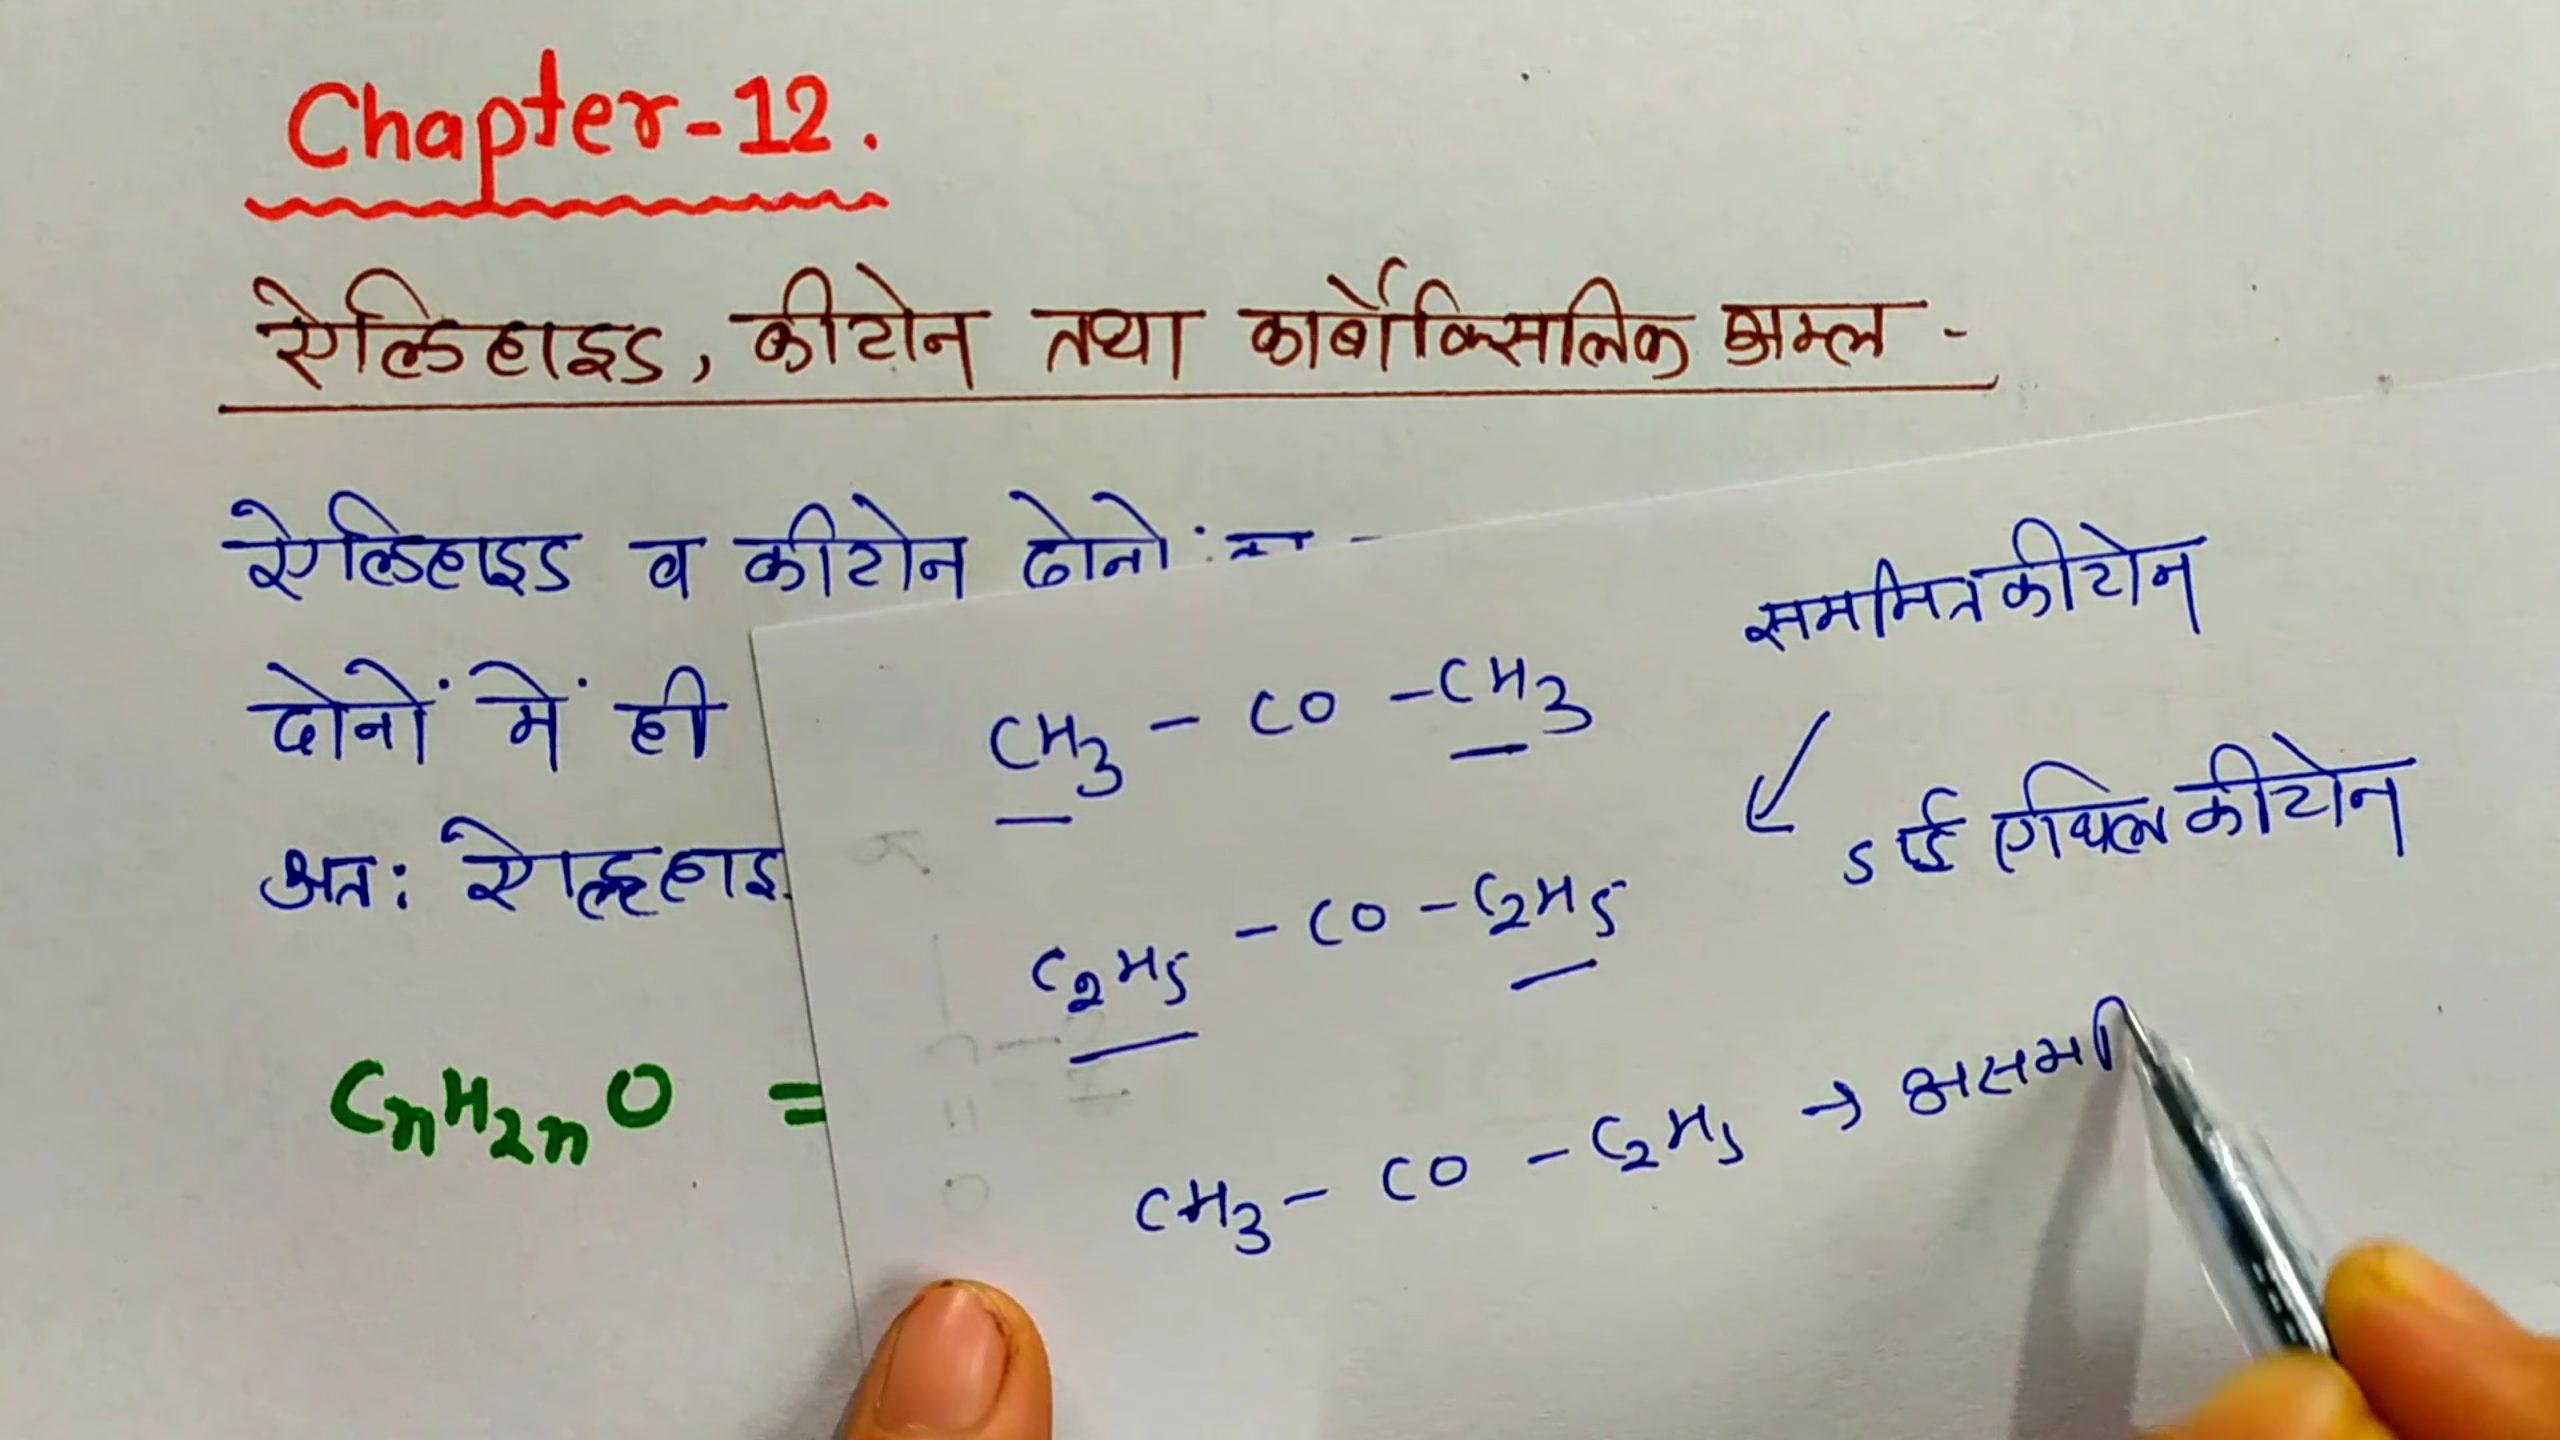 Chapter-12.
ऐल्डिहाइड, कीटोन तथा कार्बोक्सिलिक अम्ल -
ऐल्डिहाइड व कीटोन दोनों
दोनों में ही
अतः ऐल्डिहाइ
CnH2nO =
सममित कीटोन
CH3 - CO - CH3
डाई एथिल कीटोन
C2H5 - CO - C2H5
CH3 - CO - C2H5 → असममि